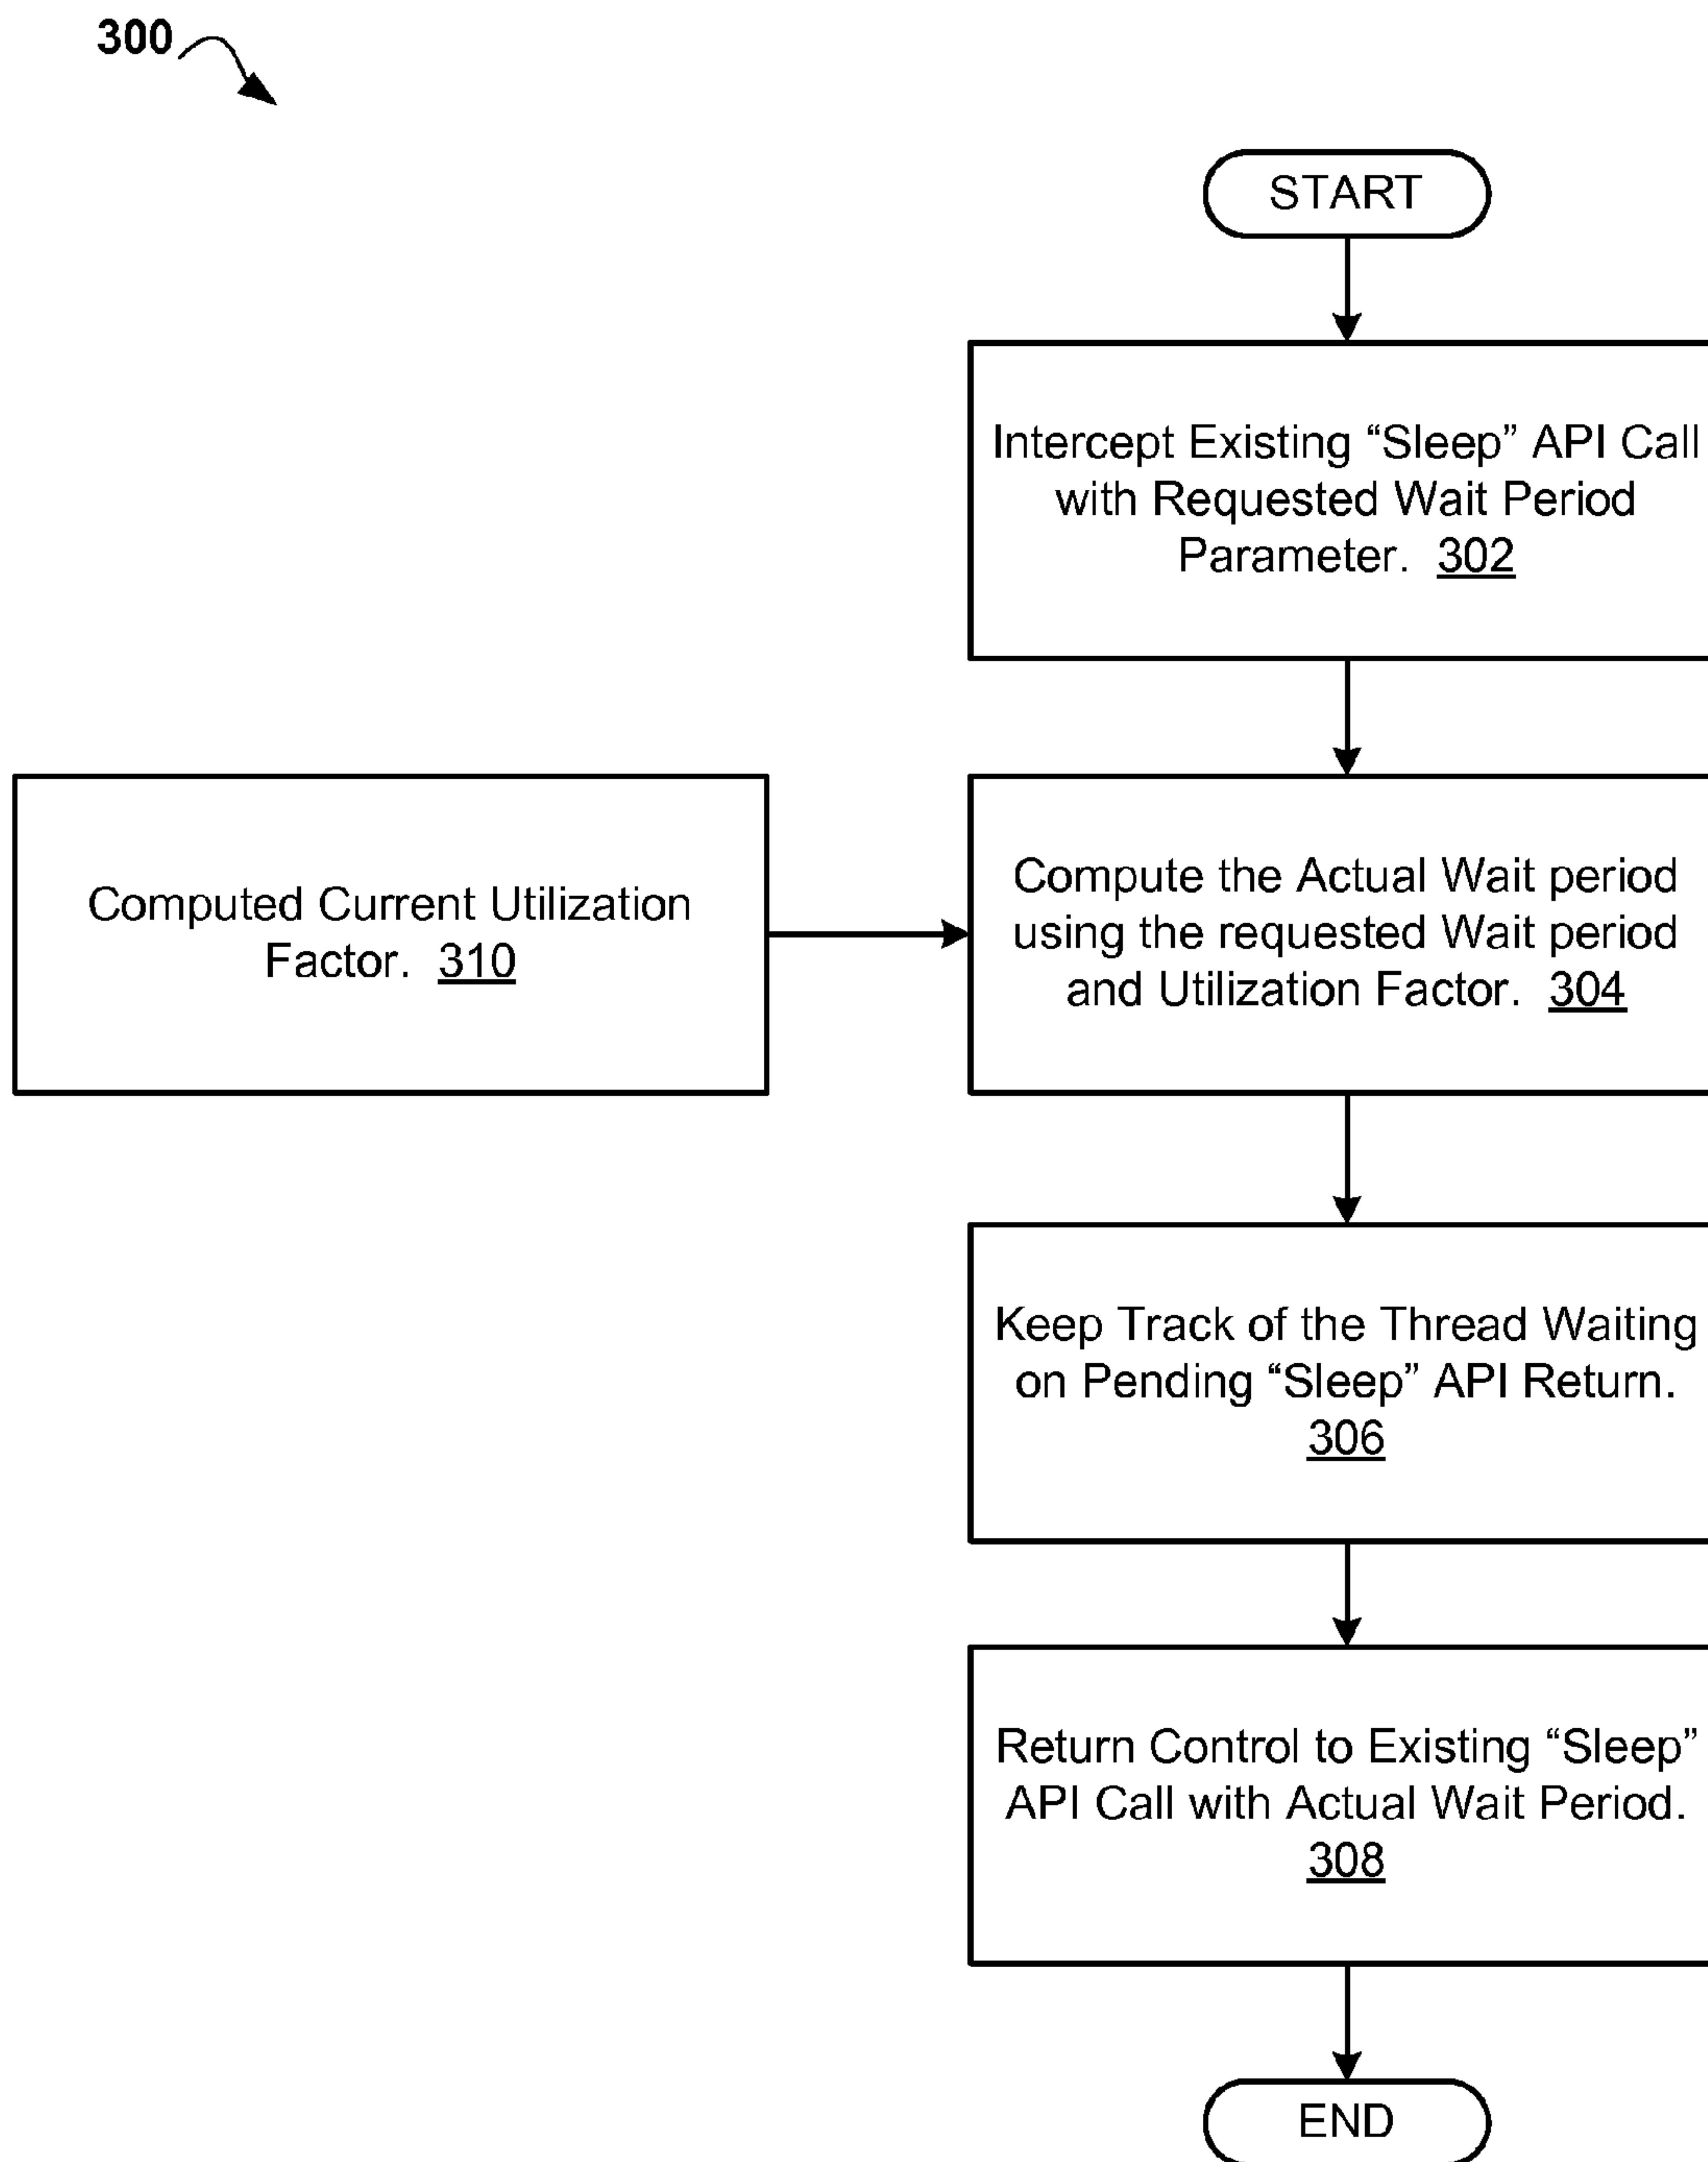 300
START
Intercept Existing “Sleep” API Call
with Requested Wait Period
Parameter. 302
Computed Current Utilization
Factor. 310
Compute the Actual Wait period
using the requested Wait period
and Utilization Factor. 304
Keep Track of the Thread Waiting
on Pending “Sleep” API Return.
306
Return Control to Existing “Sleep”
API Call with Actual Wait Period.
308
END